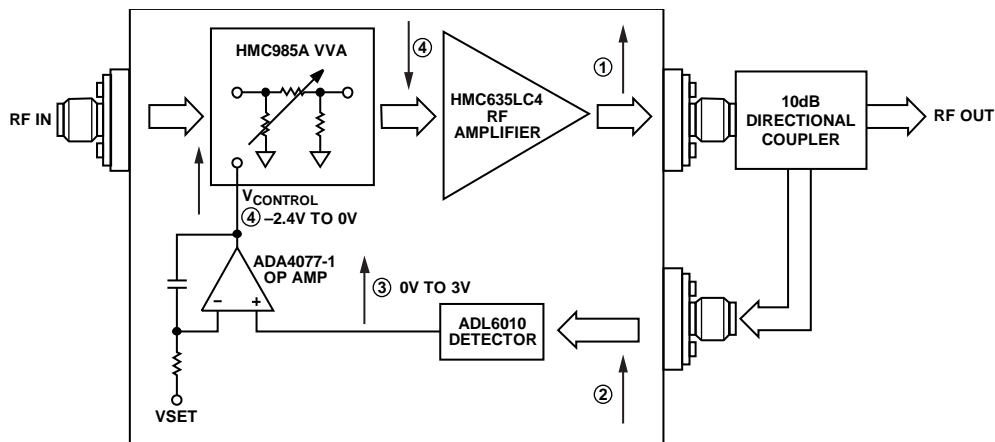 HMC985A VVA
④
①
RF IN
HMC635LC4
RF
AMPLIFIER
10dB
DIRECTIONAL
COUPLER
RF OUT
VCONTROL
④ –2.4V TO 0V
ADA4077-1
OP AMP
– +
③ 0V TO 3V
ADL6010
DETECTOR
②
VSET